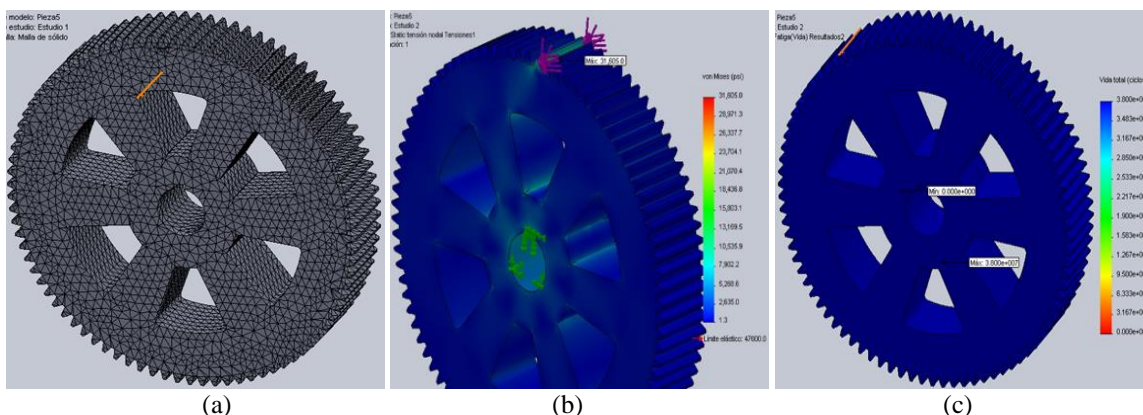 modelo: Pieza5
estudio: Estudio 1
Malla de sólido
Pieza5
Estudio 2
Static tensión nodal Tensiones1
1
Máx: 31,605.0
von Mises (psi)
31,605.0
28,971.3
26,337.7
23,704.1
21,070.4
18,436.8
15,803.1
13,169.5
10,535.9
7,902.2
5,268.6
2,635.0
1.3
Límite elástico: 47600.0
Pieza5
Estudio 2
Fatiga(Vida) Resultados2
Vida total (ciclos
3.800e+0
3.483e+0
3.167e+0
2.850e+0
2.533e+0
2.217e+0
1.900e+0
1.583e+0
1.267e+0
9.500e+0
6.333e+0
3.167e+0
0.000e+0
Mín: 0.000e+000
Máx: 3.800e+007
(a)
(b)
(c)